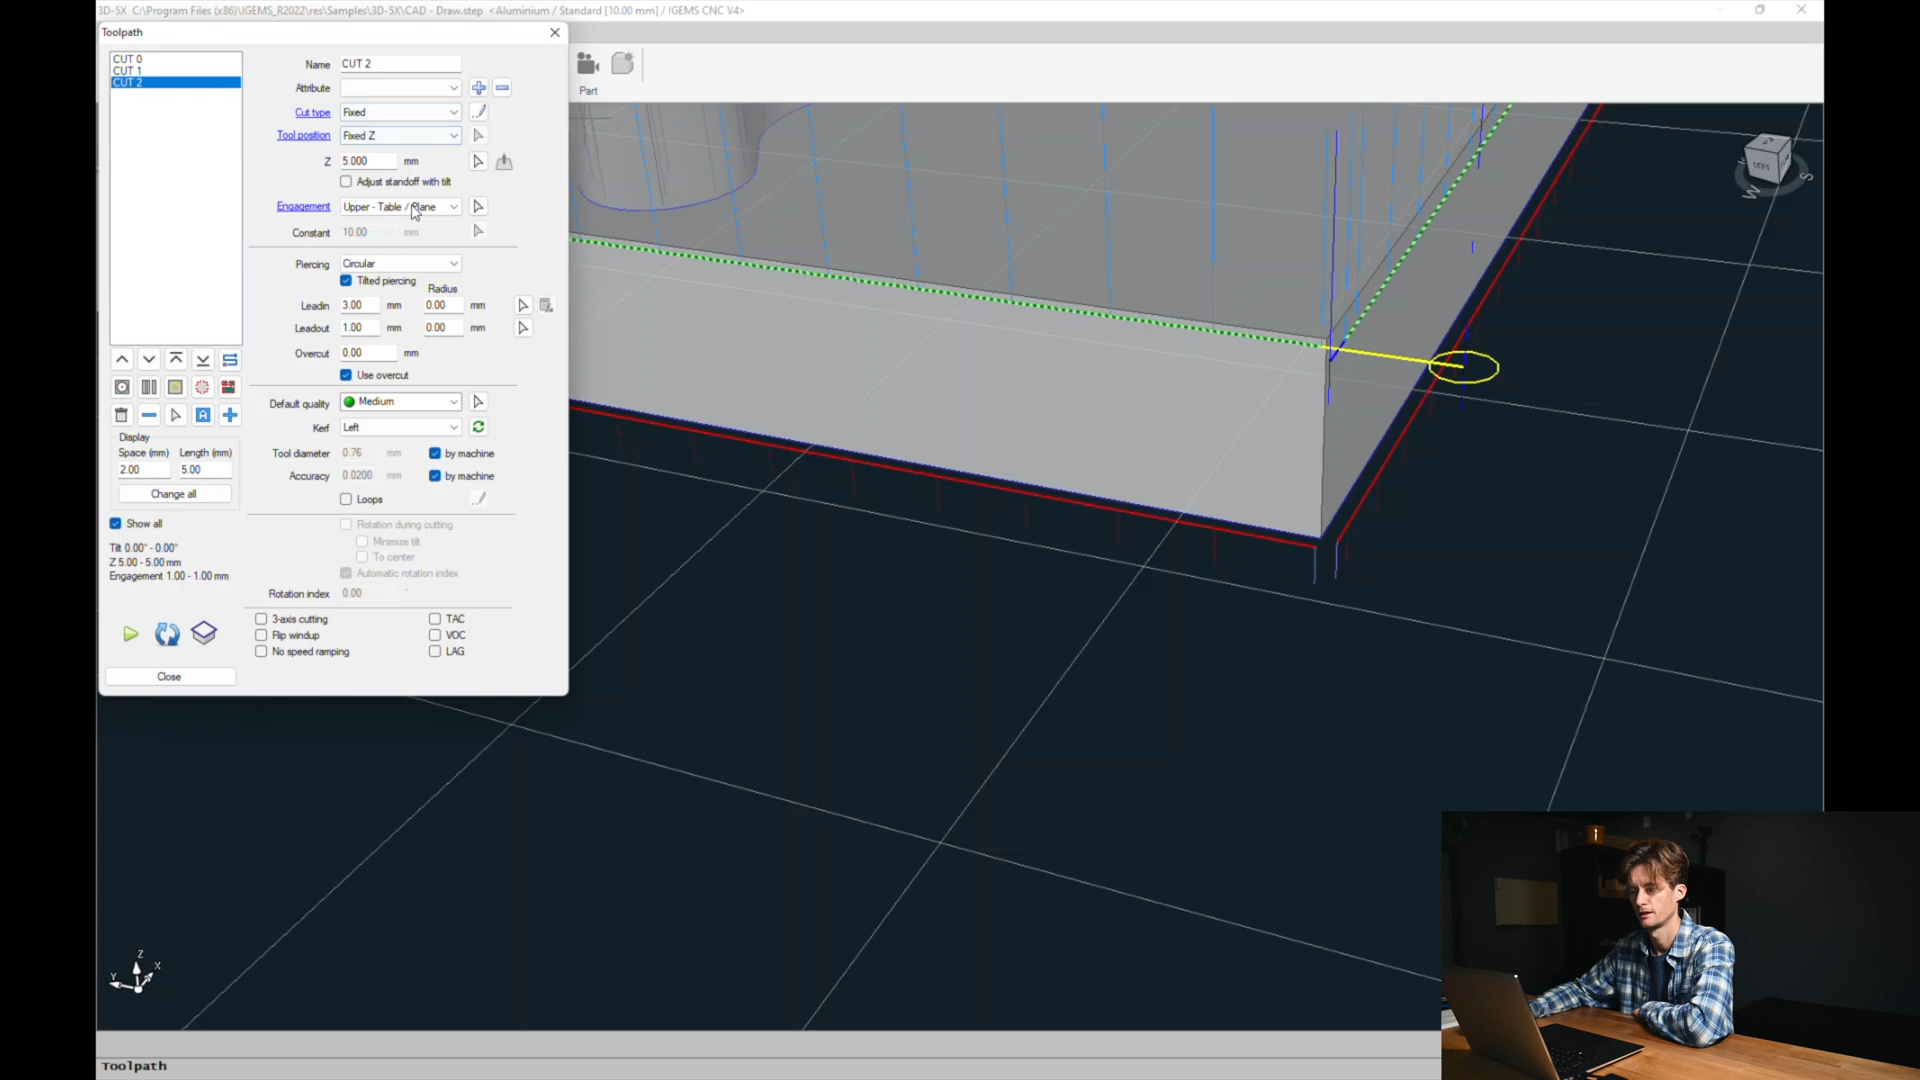 3D-5X C:\Program Files (x86)\IGEMS_R2022\res\Samples\3D-5X\CAD - Draw.step <Aluminium / Standard [10.00 mm] / IGEMS CNC V4>
Toolpath
Part
CUT 0
CUT 1
CUT 2
Name CUT 2
Attribute
Cut type Fixed
Tool position Fixed Z
Z 5.000 mm
Adjust standoff with tilt
Engagement Upper - Table / Plane
Constant 10.00 mm
Piercing Circular
Tilted piercing
Radius
Leadin 3.00 mm 0.00 mm
Leadout 1.00 mm 0.00 mm
Overcut 0.00 mm
Use overcut
Default quality Medium
Kerf Left
Tool diameter 0.76 mm by machine
Accuracy 0.0200 mm by machine
Loops
Rotation during cutting
Minimize tilt
To center
Automatic rotation index
Rotation index 0.00 °
3-axis cutting TAC
Flip windup VOC
No speed ramping LAG
Display
Space (mm) Length (mm)
2.00 5.00
Change all
Show all
Tilt 0.00° - 0.00°
Z 5.00 - 5.00 mm
Engagement 1.00 - 1.00 mm
Close
W
S
Z
X
Y
Toolpath